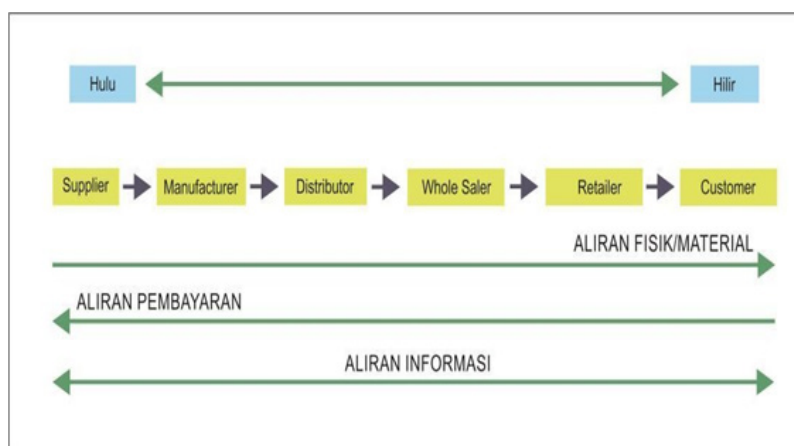 Hulu
Hilir
Supplier
Manufacturer
Distributor
Whole Saler
Retailer
Customer
ALIRAN FISIK/MATERIAL
ALIRAN PEMBAYARAN
ALIRAN INFORMASI